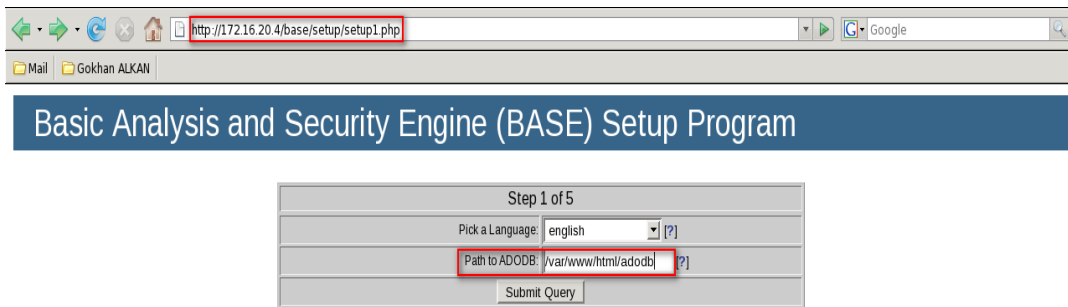 http://172.16.20.4/base/setup/setup1.php
G Google
Mail Gokhan ALKAN
Basic Analysis and Security Engine (BASE) Setup Program
Step 1 of 5
Pick a Language: english [?]
Path to ADODB: /var/www/html/adodb [?]
Submit Query